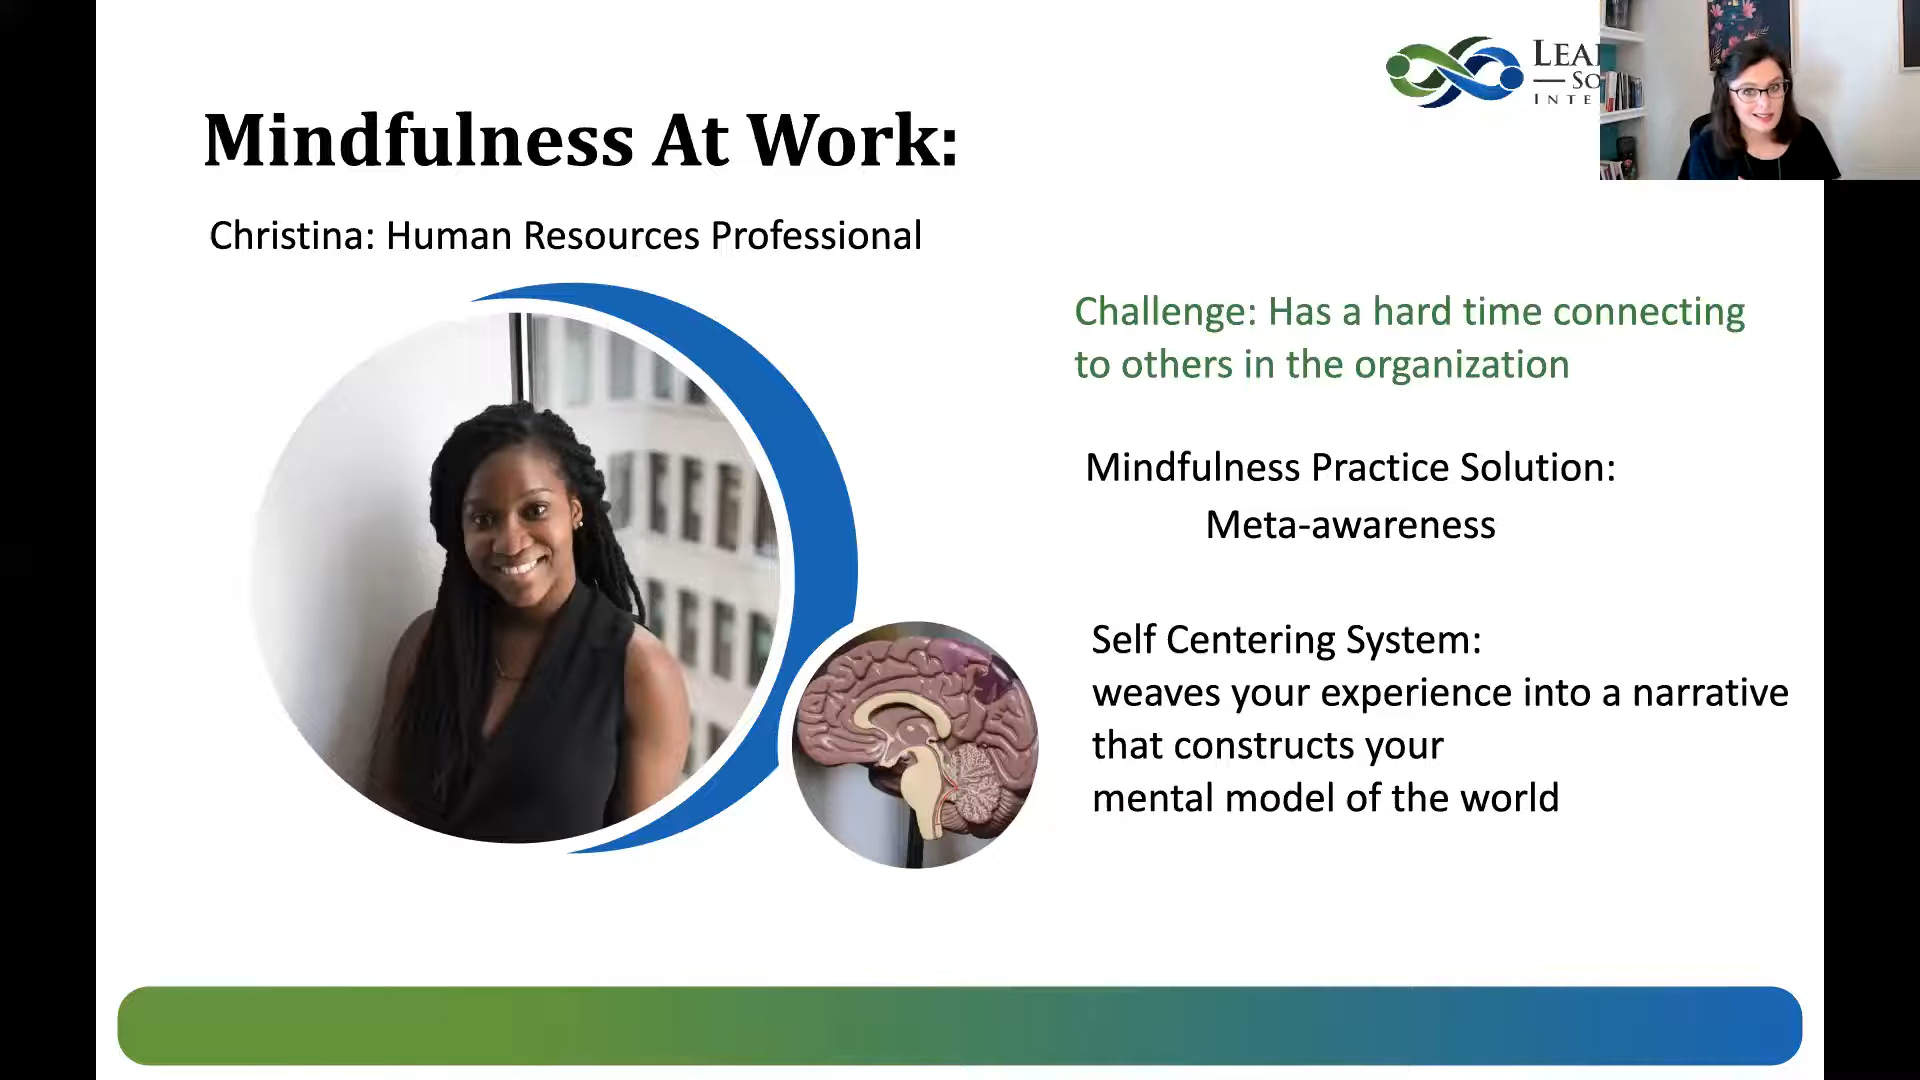 Mindfulness At Work:
Christina: Human Resources Professional
Challenge: Has a hard time connecting
to others in the organization
Mindfulness Practice Solution:
Meta-awareness
Self Centering System:
weaves your experience into a narrative
that constructs your
mental model of the world